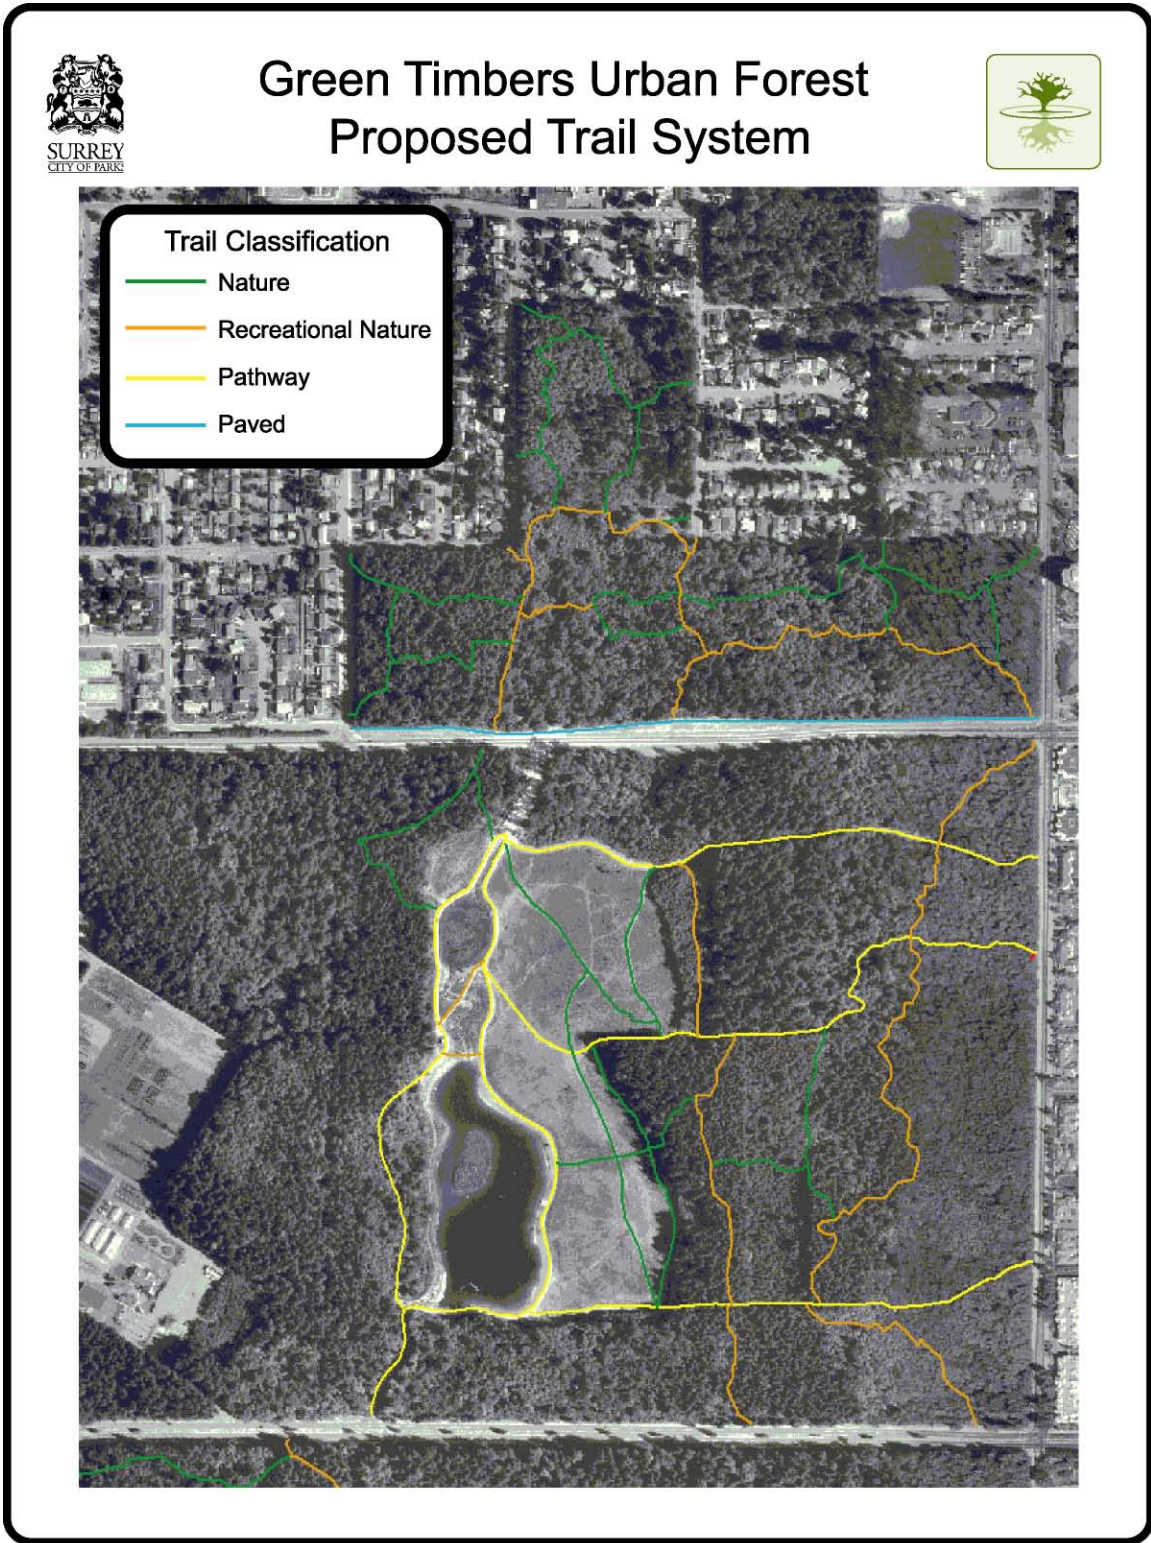 Green Timbers Urban Forest
Proposed Trail System
SURREY
CITY OF PARKS
Trail Classification
Nature
Recreational Nature
Pathway
Paved